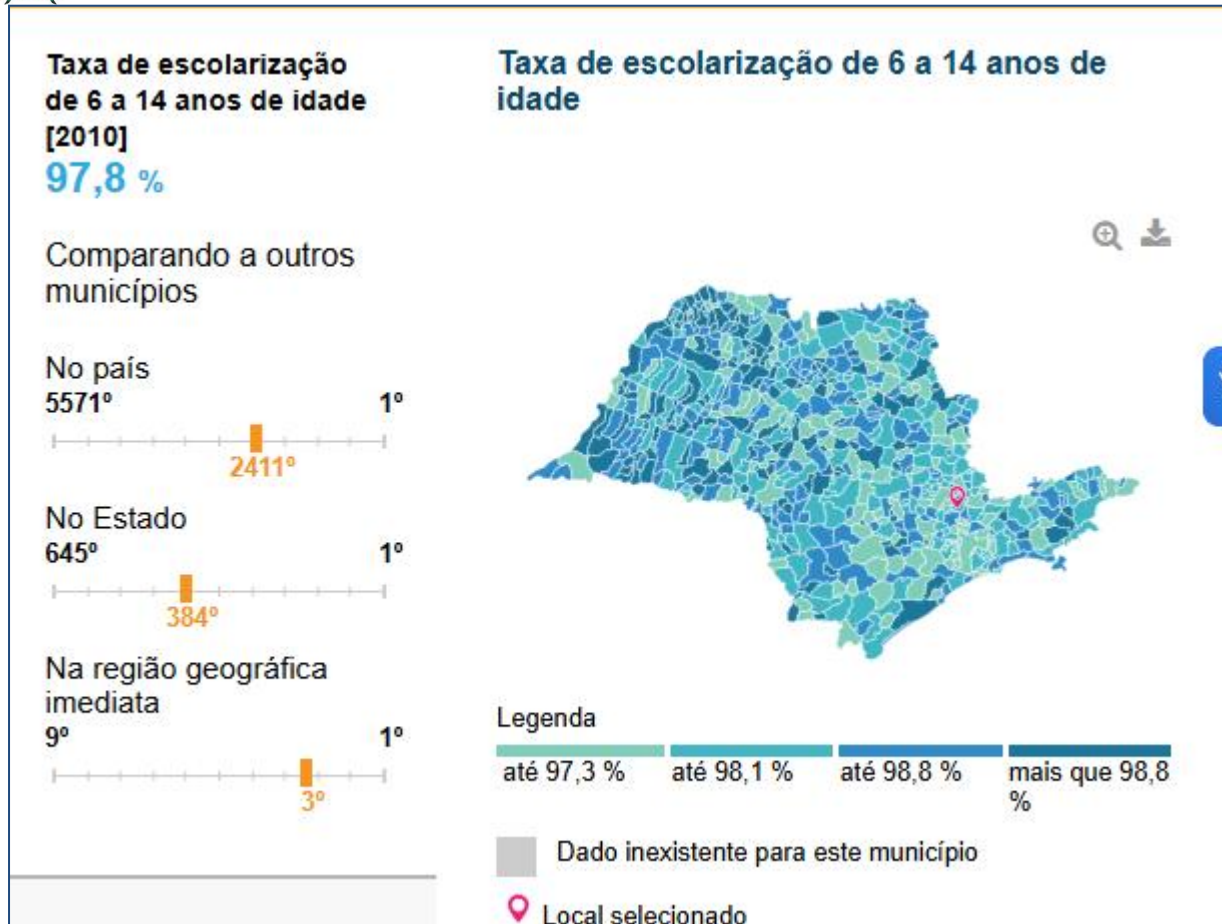 Taxa de escolarização
de 6 a 14 anos de idade
[2010]
97,8 %
Comparando a outros
municípios
No país
5571º 1º
2411º
No Estado
645º 1º
384º
Na região geográfica
imediata
9º 1º
3º
Taxa de escolarização de 6 a 14 anos de
idade
Legenda
até 97,3 % até 98,1 % até 98,8 % mais que 98,8
%
Dado inexistente para este município
Local selecionado